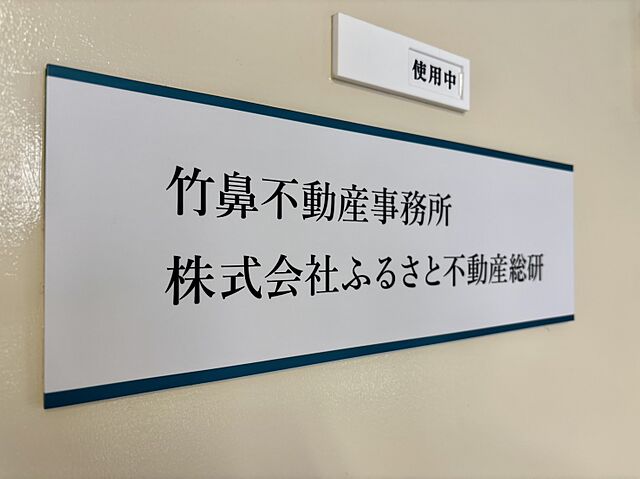 使用中
竹鼻不動産事務所
株式会社ふるさと不動産総研